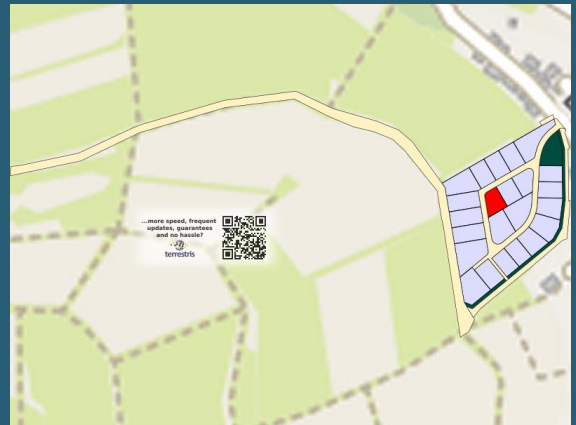 ...more speed, frequent
updates, guarantees
and no hassle?
terrestris